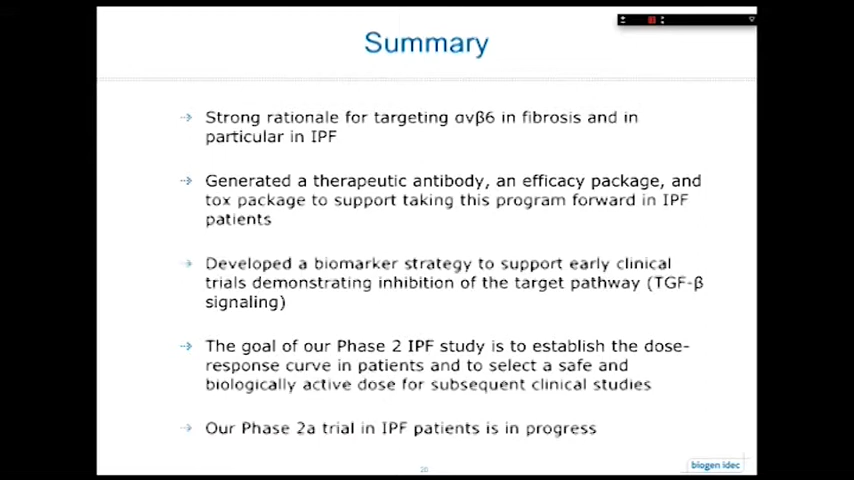 Summary
Strong rationale for targeting αvβ6 in fibrosis and in
particular in IPF
Generated a therapeutic antibody, an efficacy package, and
tox package to support taking this program forward in IPF
patients
Developed a biomarker strategy to support early clinical
trials demonstrating inhibition of the target pathway (TGF-β
signaling)
The goal of our Phase 2 IPF study is to establish the dose-
response curve in patients and to select a safe and
biologically active dose for subsequent clinical studies
Our Phase 2a trial in IPF patients is in progress
20
biogen idec